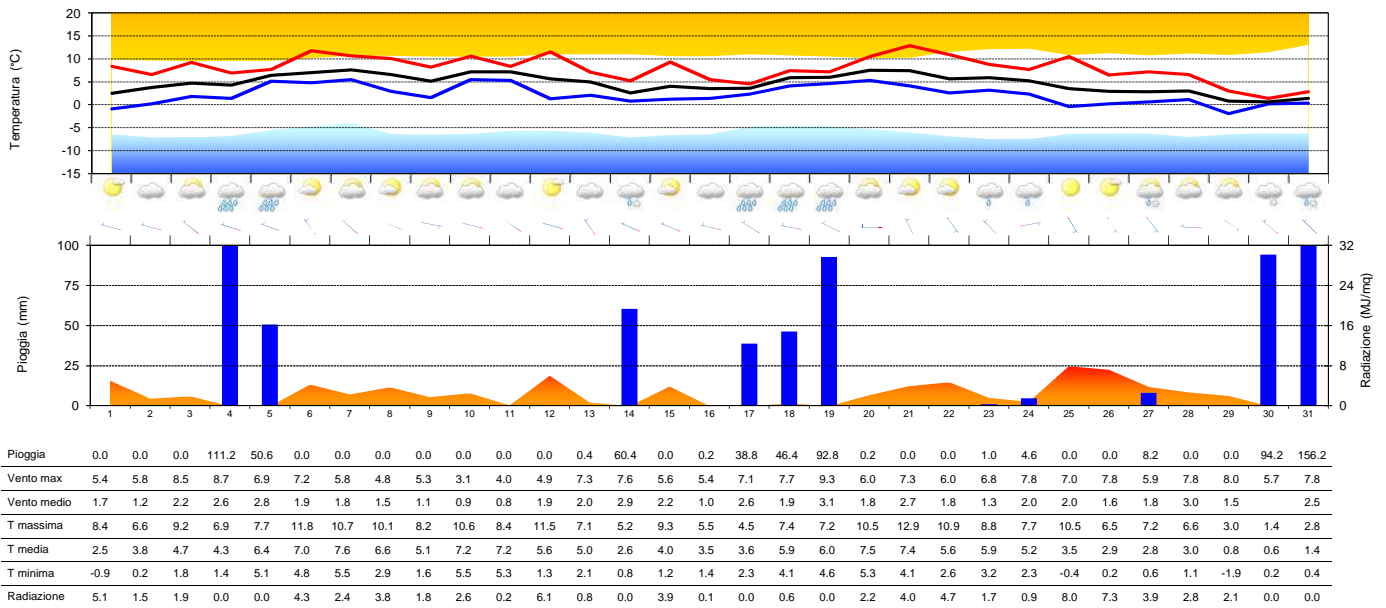 20
15
10
5
0
-5
-10
-15
Temperatura (°C)
100
75
50
25
0
Pioggia (mm)
32
24
16
8
0
Radiazione (MJ/mq)
1 2 3 4 5 6 7 8 9 10 11 12 13 14 15 16 17 18 19 20 21 22 23 24 25 26 27 28 29 30 31
Pioggia 0.0 0.0 0.0 111.2 50.6 0.0 0.0 0.0 0.0 0.0 0.0 0.0 0.4 60.4 0.0 0.2 38.8 46.4 92.8 0.2 0.0 0.0 1.0 4.6 0.0 0.0 8.2 0.0 0.0 94.2 156.2
Vento max 5.4 5.8 8.5 8.7 6.9 7.2 5.8 4.8 5.3 3.1 4.0 4.9 7.3 7.6 5.6 5.4 7.1 7.7 9.3 6.0 7.3 6.0 6.8 7.8 7.0 7.8 5.9 7.8 8.0 5.7 7.8
Vento medio 1.7 1.2 2.2 2.6 2.8 1.9 1.8 1.5 1.1 0.9 0.8 1.9 2.0 2.9 2.2 1.0 2.6 1.9 3.1 1.8 2.7 1.8 1.3 2.0 2.0 1.6 1.8 3.0 1.5 2.5
T massima 8.4 6.6 9.2 6.9 7.7 11.8 10.7 10.1 8.2 10.6 8.4 11.5 7.1 5.2 9.3 5.5 4.5 7.4 7.2 10.5 12.9 10.9 8.8 7.7 10.5 6.5 7.2 6.6 3.0 1.4 2.8
T media 2.5 3.8 4.7 4.3 6.4 7.0 7.6 6.6 5.1 7.2 7.2 5.6 5.0 2.6 4.0 3.5 3.6 5.9 6.0 7.5 7.4 5.6 5.9 5.2 3.5 2.9 2.8 3.0 0.8 0.6 1.4
T minima -0.9 0.2 1.8 1.4 5.1 4.8 5.5 2.9 1.6 5.5 5.3 1.3 2.1 0.8 1.2 1.4 2.3 4.1 4.6 5.3 4.1 2.6 3.2 2.3 -0.4 0.2 0.6 1.1 -1.9 0.2 0.4
Radiazione 5.1 1.5 1.9 0.0 0.0 4.3 2.4 3.8 1.8 2.6 0.2 6.1 0.8 0.0 3.9 0.1 0.0 0.6 0.0 2.2 4.0 4.7 1.7 0.9 8.0 7.3 3.9 2.8 2.1 0.0 0.0